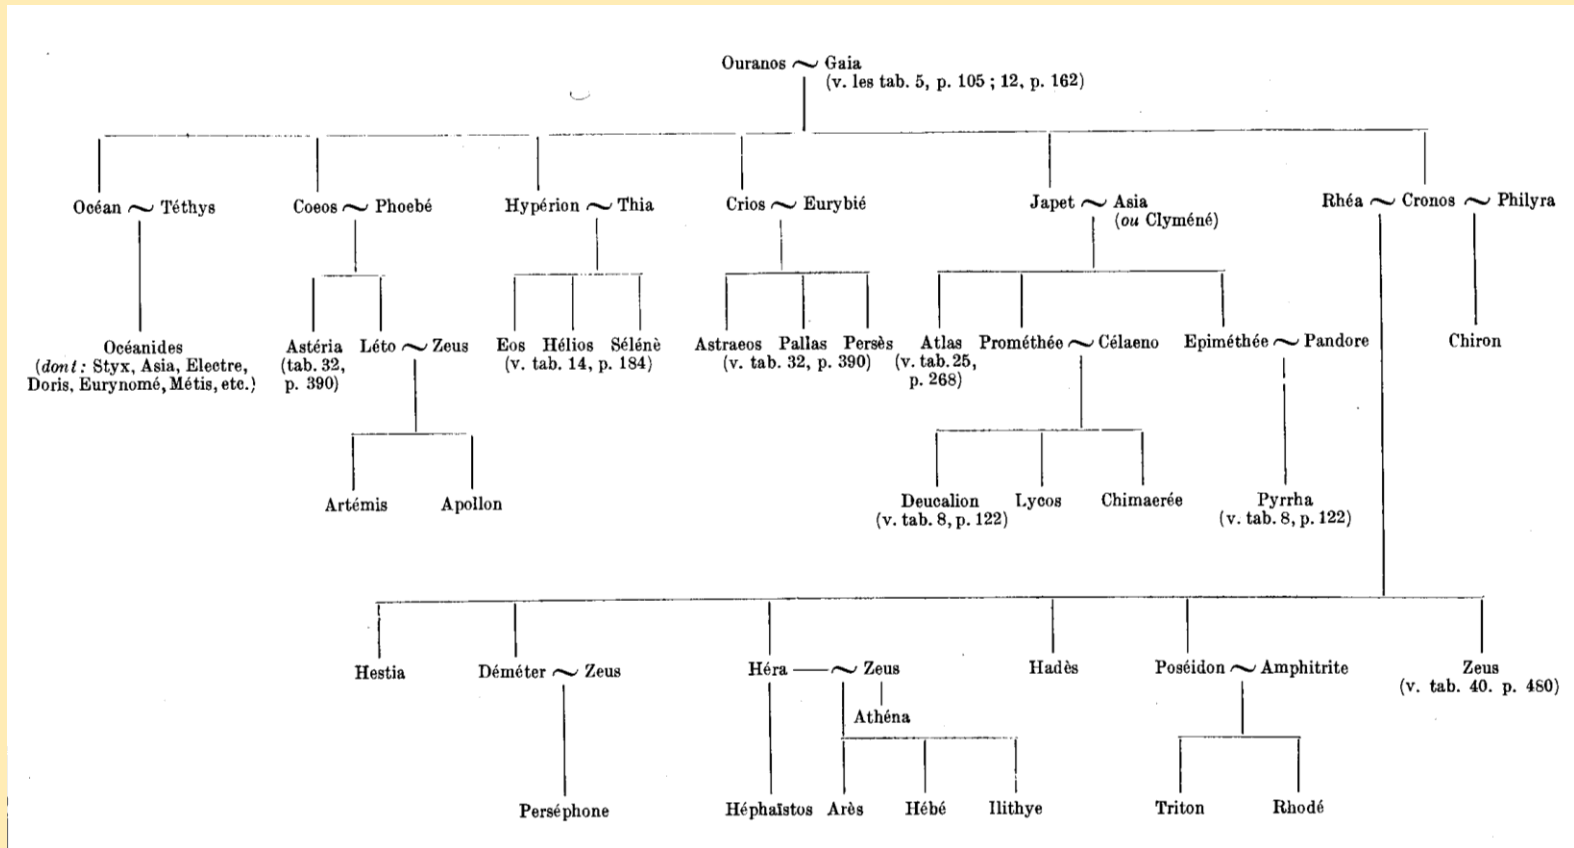 Ouranos ~ Gaia
(v. les tab. 5, p. 105 ; 12, p. 162)
Océan ~ Téthys
Coeos ~ Phoebé
Hypérion ~ Thia
Crios ~ Eurybié
Japet ~ Asia
(ou Clyméné)
Rhéa ~ Cronos ~ Philyra
Océanides
(dont : Styx, Asia, Electre,
Doris, Eurynomé, Métis, etc.)
Astéria
(tab. 32,
p. 390)
Léto ~ Zeus
Eos Hélios Sélénè
(v. tab. 14, p. 184)
Astraeos Pallas Persès
(v. tab. 32, p. 390)
Atlas
(v. tab. 25,
p. 268)
Prométhée ~ Célaeno
Epiméthée ~ Pandore
Chiron
Artémis
Apollon
Deucalion
(v. tab. 8, p. 122)
Lycos
Chimaerée
Pyrrha
(v. tab. 8, p. 122)
Hestia
Déméter ~ Zeus
Héra — ~ Zeus
Hadès
Poséidon ~ Amphitrite
Zeus
(v. tab. 40. p. 480)
Athéna
Perséphone
Héphaïstos
Arès
Hébé
Ilithye
Triton
Rhodé